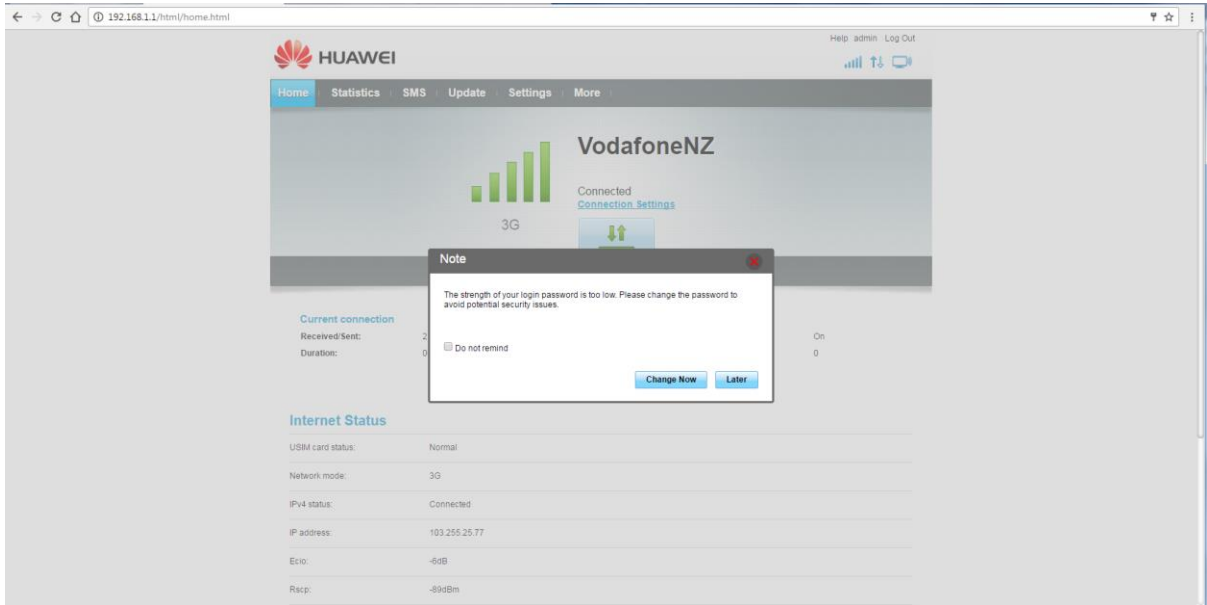 192.168.1.1/html/home.html
Help admin Log Out
HUAWEI
Home Statistics SMS Update Settings More
VodafoneNZ
Connected
Connection Settings
3G
Note
The strength of your login password is too low. Please change the password to
avoid potential security issues.
Do not remind
Change Now Later
Current connection
Received/Sent: 2 On
Duration: 0 0
Internet Status
USIM card status: Normal
Network mode: 3G
IPv4 status: Connected
IP address: 103.255.25.77
Ecio: -6dB
Rscp: -89dBm